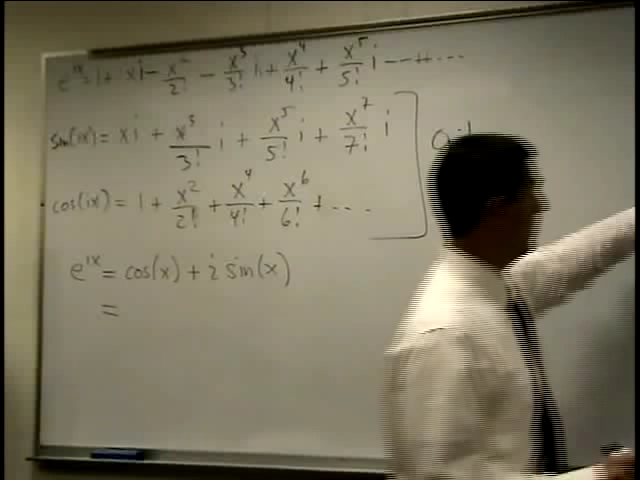 e^{ix} = 1 + xi - x²/2! - x³/3! i + x⁴/4! + x⁵/5! i - - + + ...
sin(ix) = xi + x³/3! i + x⁵/5! i + x⁷/7! i
cos(ix) = 1 + x²/2! + x⁴/4! + x⁶/6! + ...
e^{ix} = cos(x) + i sin(x)
=